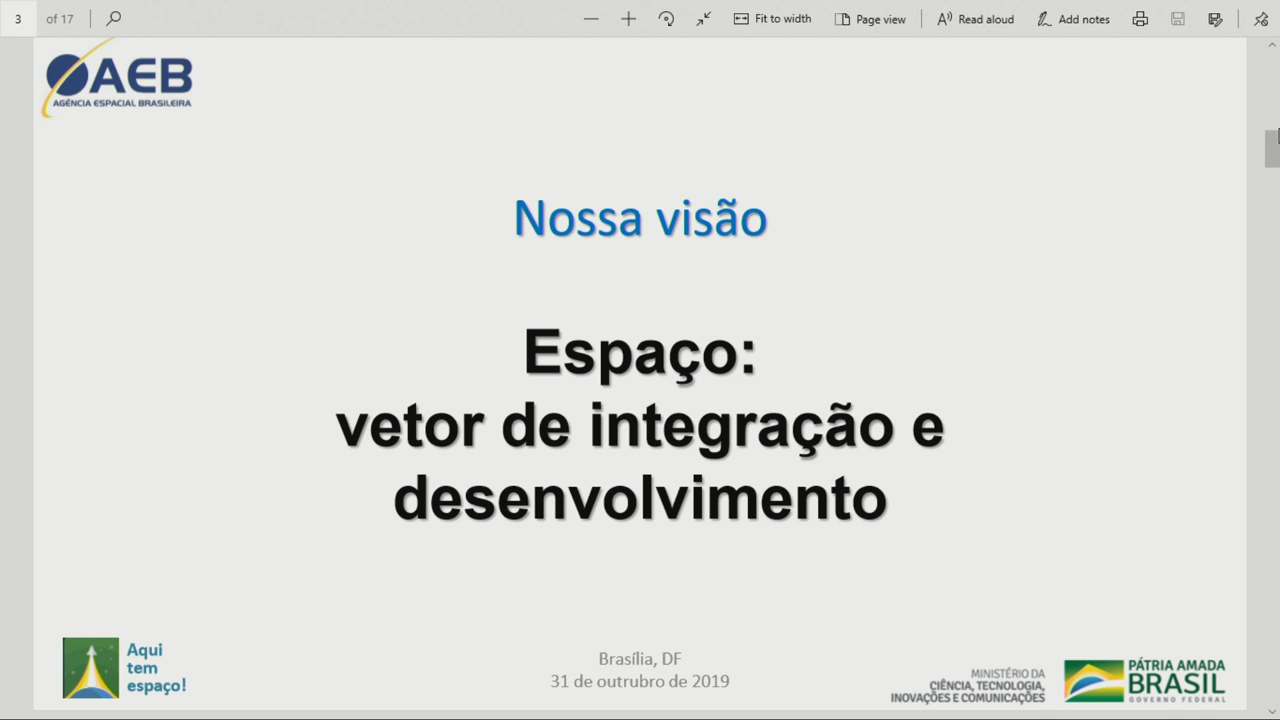 3 of 17 Fit to width Page view Read aloud Add notes
AEB
AGÊNCIA ESPACIAL BRASILEIRA
Nossa visão
Espaço:
vetor de integração e
desenvolvimento
Aqui
tem
espaço!
Brasília, DF
31 de outrubro de 2019
MINISTÉRIO DA
CIÊNCIA, TECNOLOGIA,
INOVAÇÕES E COMUNICAÇÕES
PÁTRIA AMADA
BRASIL
GOVERNO FEDERAL